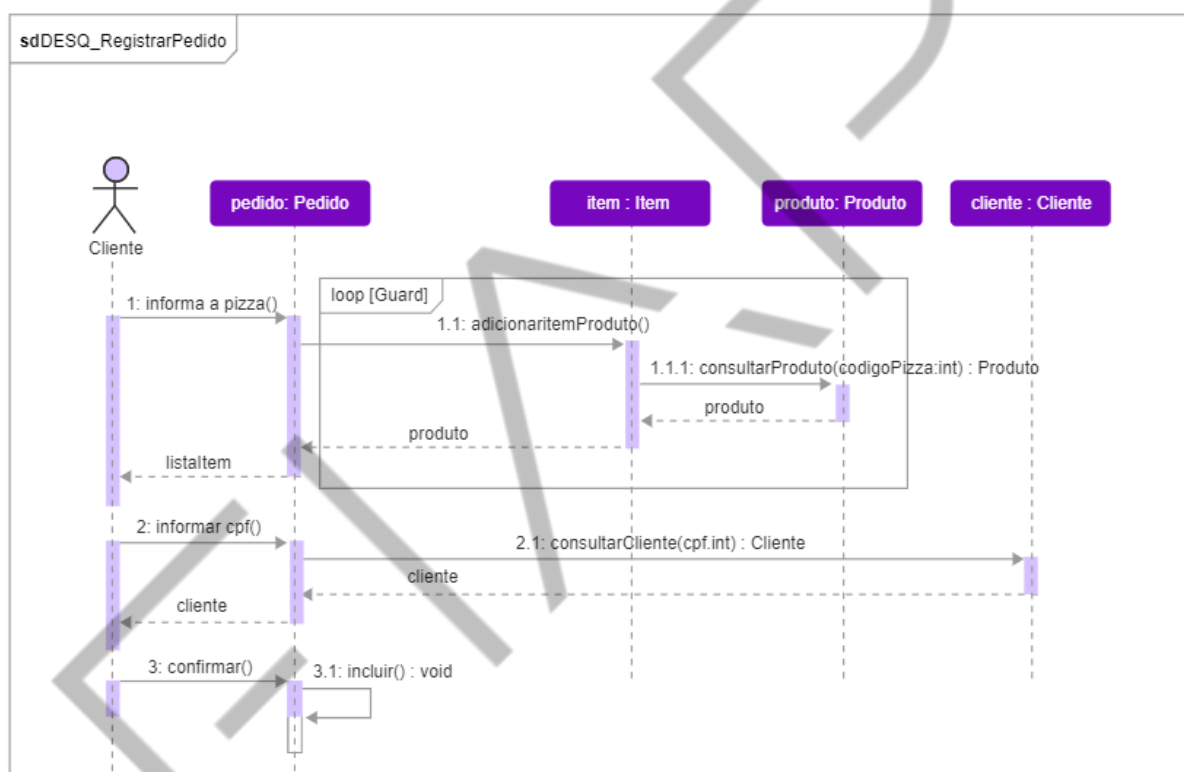 sdDESQ_RegistrarPedido
pedido: Pedido
item : Item
produto: Produto
cliente : Cliente
Cliente
loop [Guard]
1: informa a pizza()
1.1: adicionaritemProduto()
1.1.1: consultarProduto(codigoPizza:int) : Produto
produto
produto
listaItem
2: informar cpf()
2.1: consultarCliente(cpf.int) : Cliente
cliente
cliente
3: confirmar()
3.1: incluir() : void